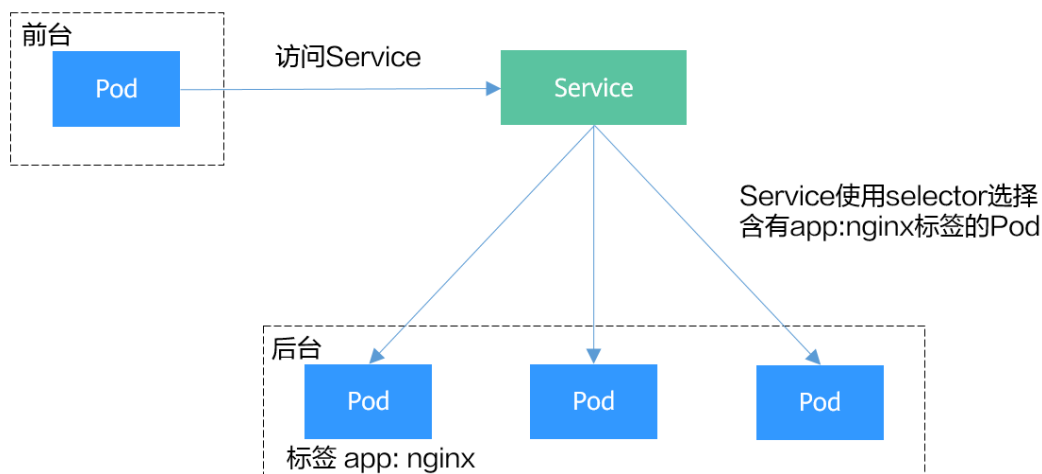 前台
Pod
访问Service
Service
Service使用selector选择
含有app:nginx标签的Pod
后台
Pod
Pod
Pod
标签 app: nginx